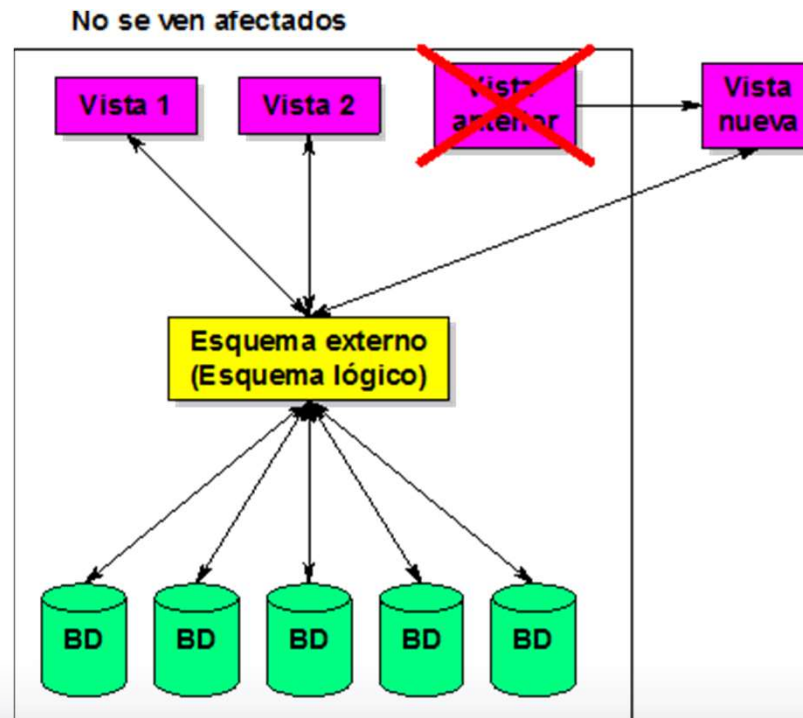 No se ven afectados
Vista 1
Vista 2
Vista
anterior
Vista
nueva
Esquema externo
(Esquema lógico)
BD
BD
BD
BD
BD